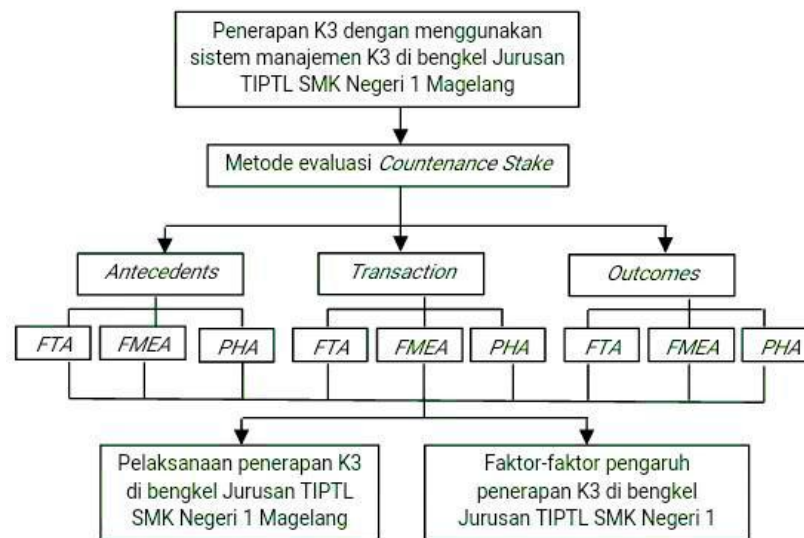 Penerapan K3 dengan menggunakan
sistem manajemen K3 di bengkel Jurusan
TIPTL SMK Negeri 1 Magelang
Metode evaluasi Countenance Stake
Antecedents
Transaction
Outcomes
FTA
FMEA
PHA
FTA
FMEA
PHA
FTA
FMEA
PHA
Pelaksanaan penerapan K3
di bengkel Jurusan TIPTL
SMK Negeri 1 Magelang
Faktor-faktor pengaruh
penerapan K3 di bengkel
Jurusan TIPTL SMK Negeri 1